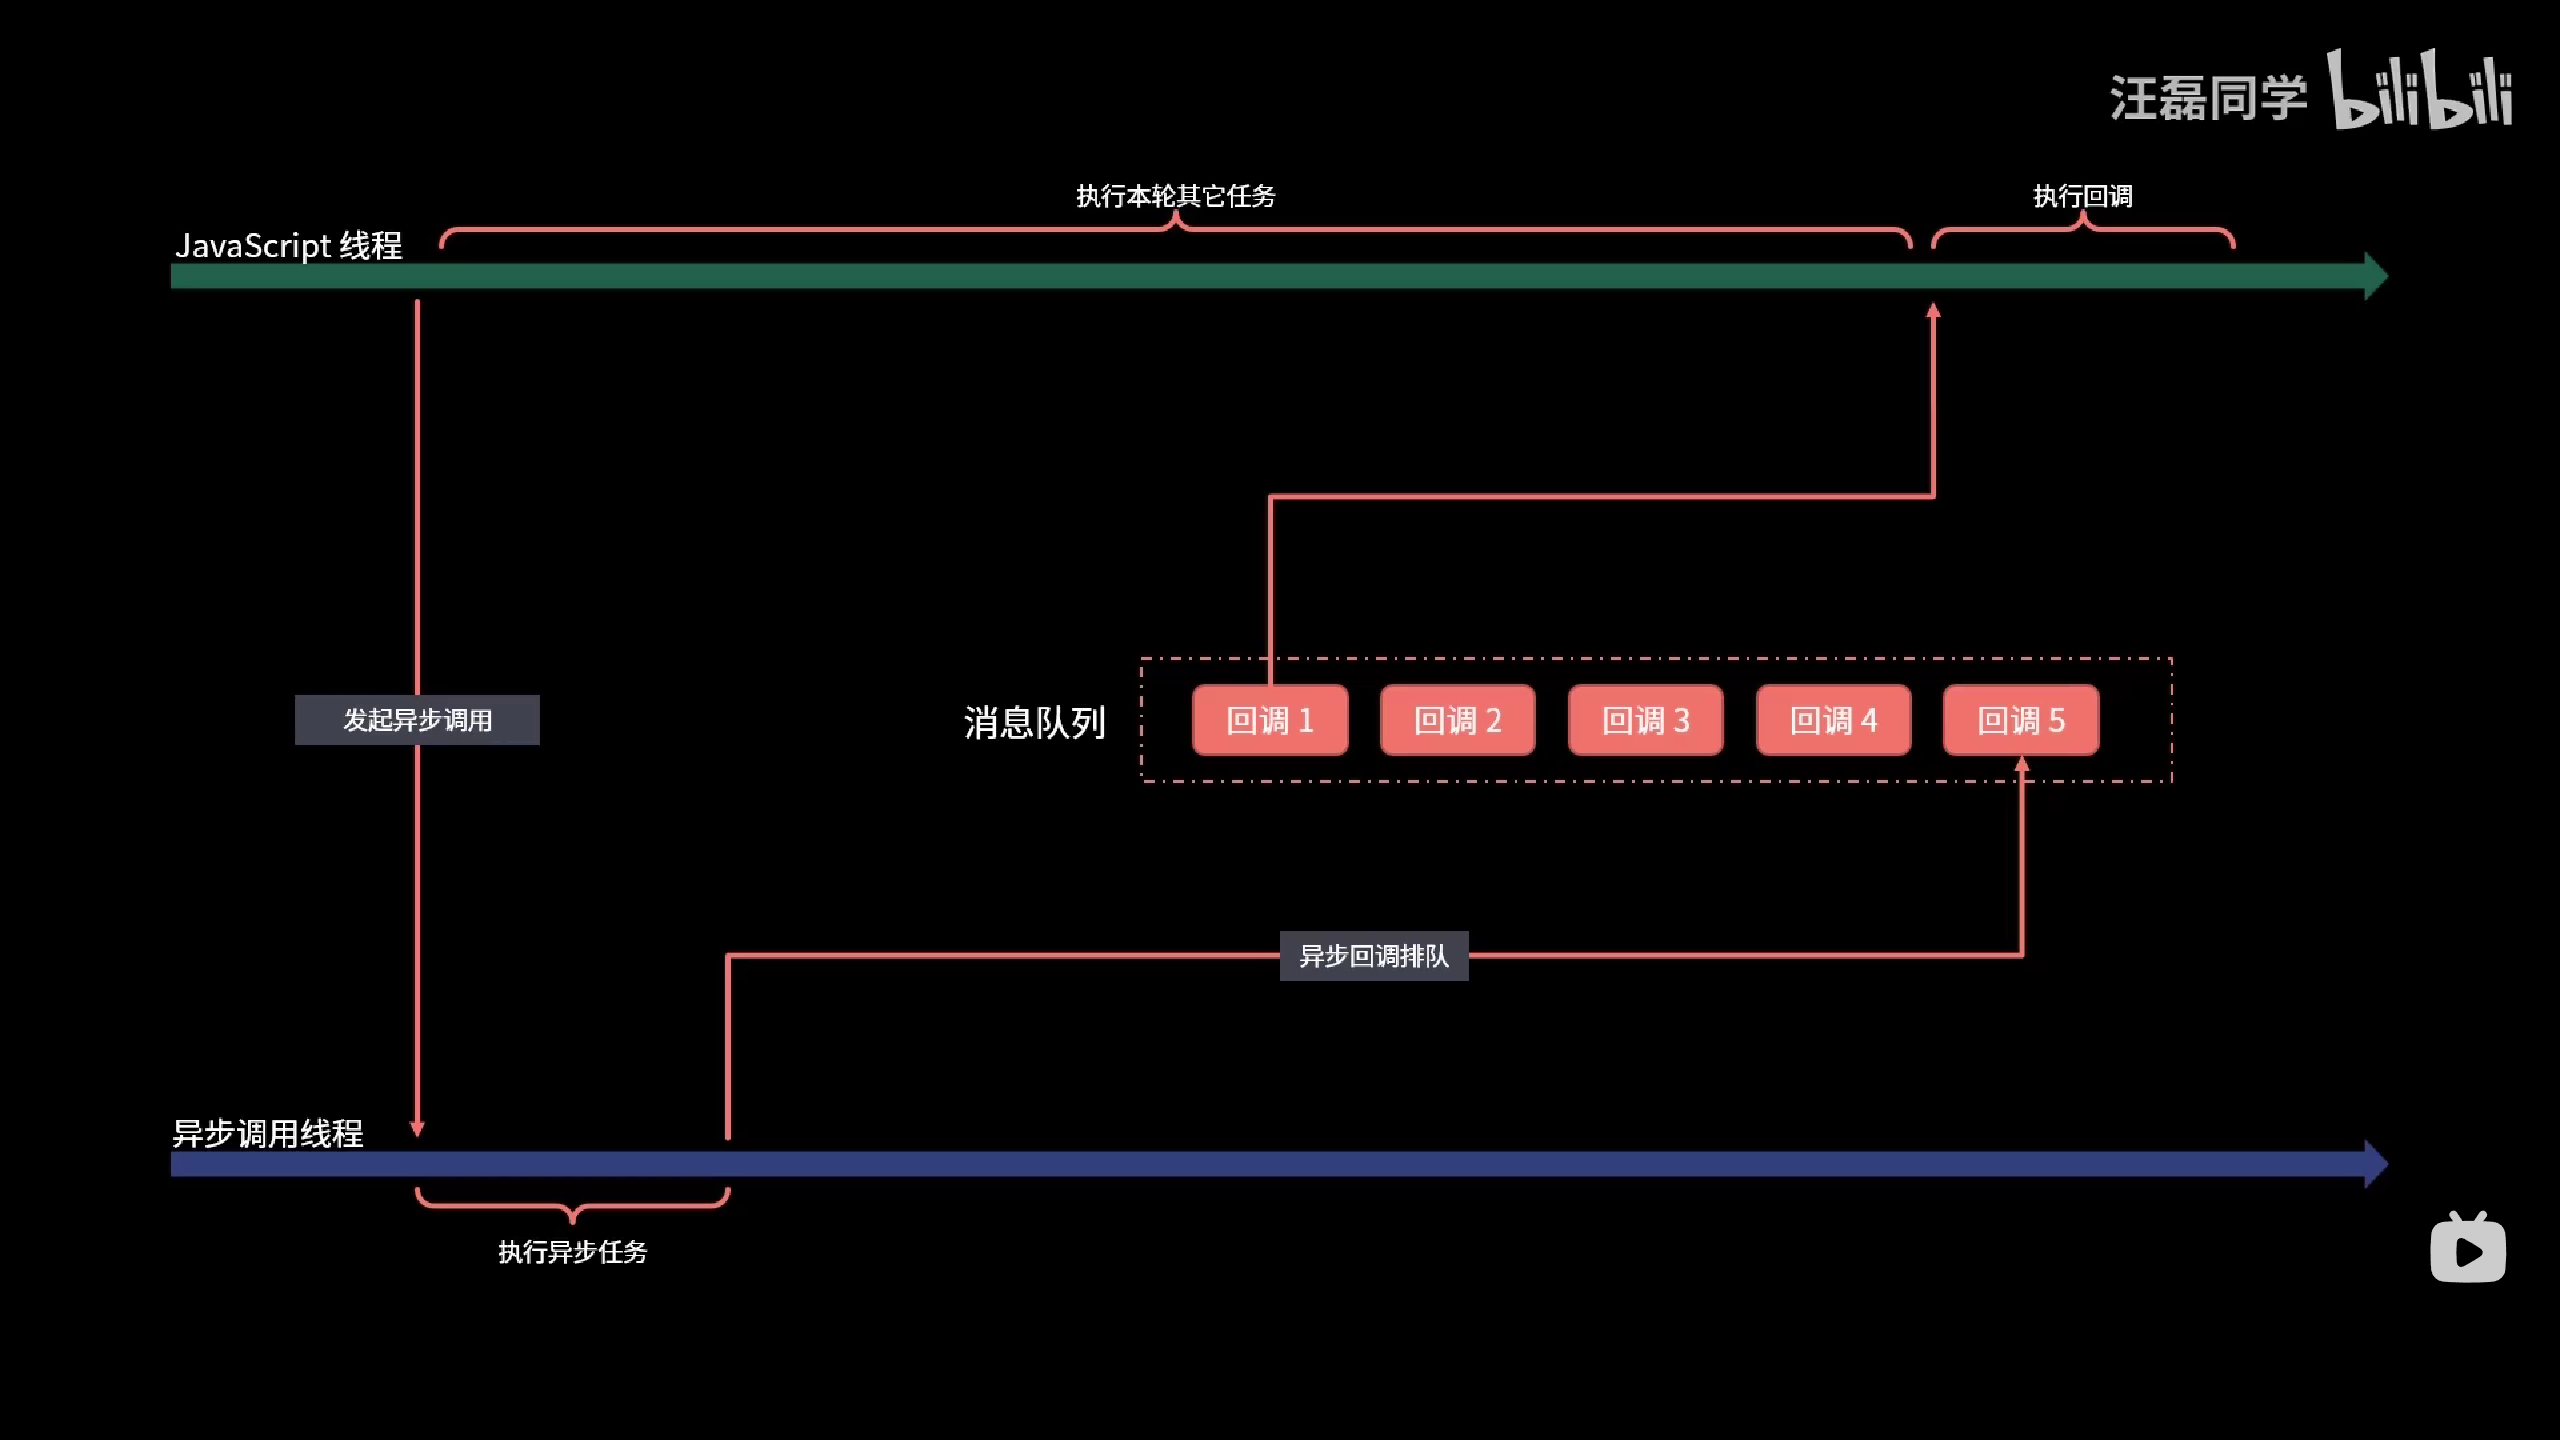 汪磊同学 bilibili
执行本轮其它任务
执行回调
JavaScript 线程
发起异步调用
消息队列
回调 1
回调 2
回调 3
回调 4
回调 5
异步回调排队
异步调用线程
执行异步任务